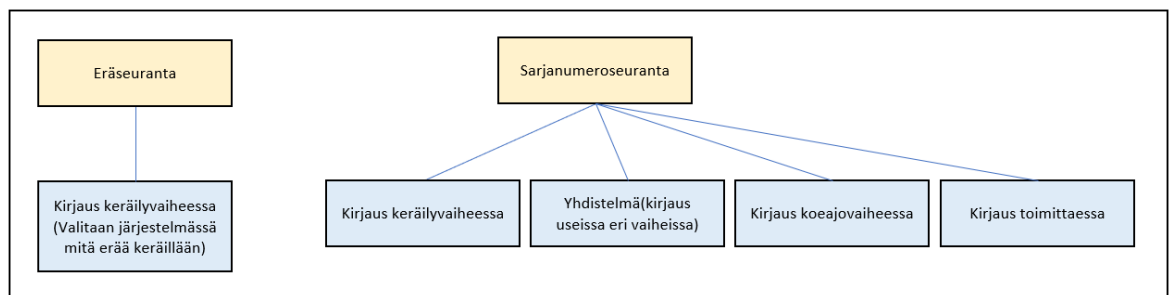 Eräseuranta
Sarjanumeroseuranta
Kirjaus keräilyvaiheessa
(Valitaan järjestelmässä
mitä erää keräillään)
Kirjaus keräilyvaiheessa
Yhdistelmä(kirjaus
useissa eri vaiheissa)
Kirjaus koeajovaiheessa
Kirjaus toimittaessa